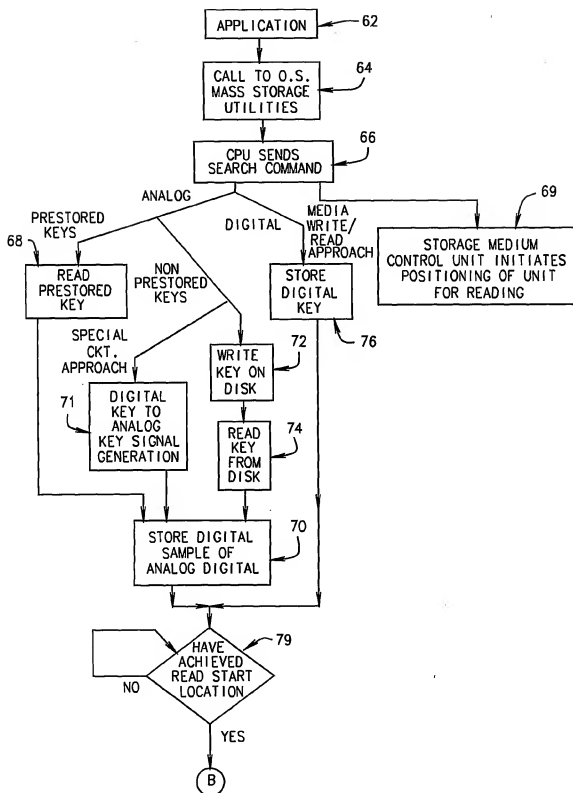 APPLICATION
62
CALL TO O.S.
MASS STORAGE
UTILITIES
64
CPU SENDS
SEARCH COMMAND
66
ANALOG
PRESTORED
KEYS
68
READ
PRESTORED
KEY
NON
PRESTORED
KEYS
DIGITAL
MEDIA
WRITE/
READ
APPROACH
STORE
DIGITAL
KEY
76
69
STORAGE MEDIUM
CONTROL UNIT INITIATES
POSITIONING OF UNIT
FOR READING
SPECIAL
CKT.
APPROACH
71
DIGITAL
KEY TO
ANALOG
KEY SIGNAL
GENERATION
72
WRITE
KEY ON
DISK
74
READ
KEY
FROM
DISK
STORE DIGITAL
SAMPLE OF
ANALOG DIGITAL
70
79
HAVE
ACHIEVED
READ START
LOCATION
NO
YES
B